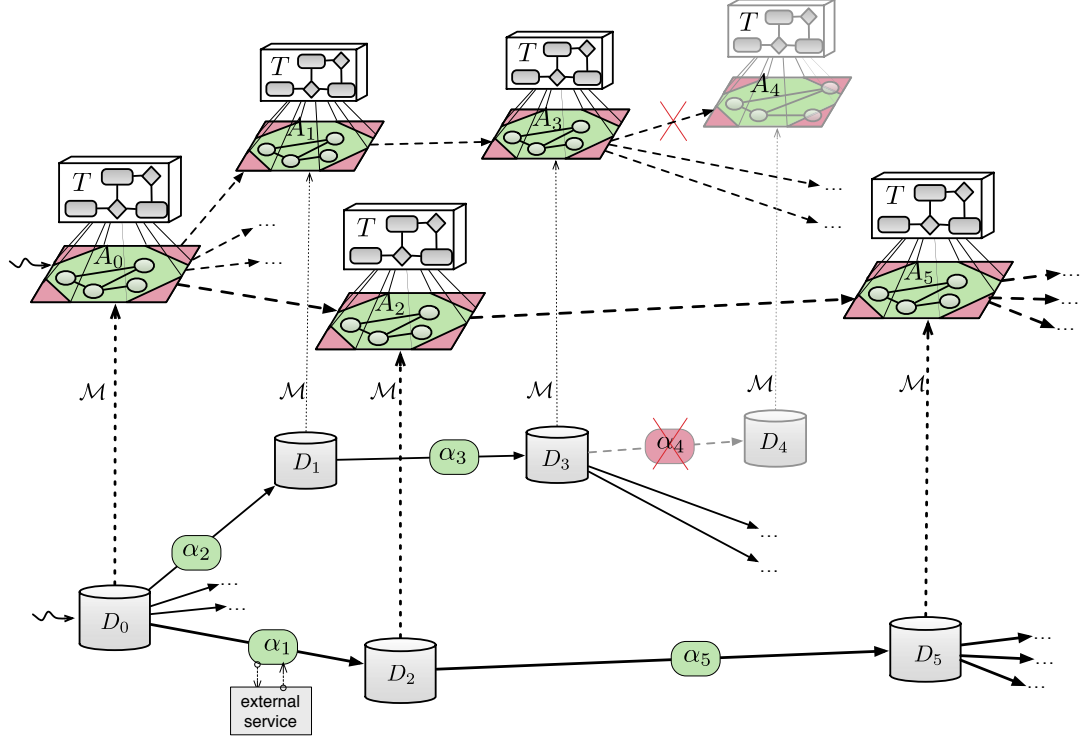 T
A₄
T
A₁
T
A₃
...
...
T
A₀
...
...
T
A₂
T
A₅
...
...
...
ℳ
ℳ
ℳ
ℳ
ℳ
ℳ
D₁
α₃
D₃
α₄
D₄
...
...
α₂
...
...
D₀
α₁
D₂
α₅
D₅
...
...
...
external
service